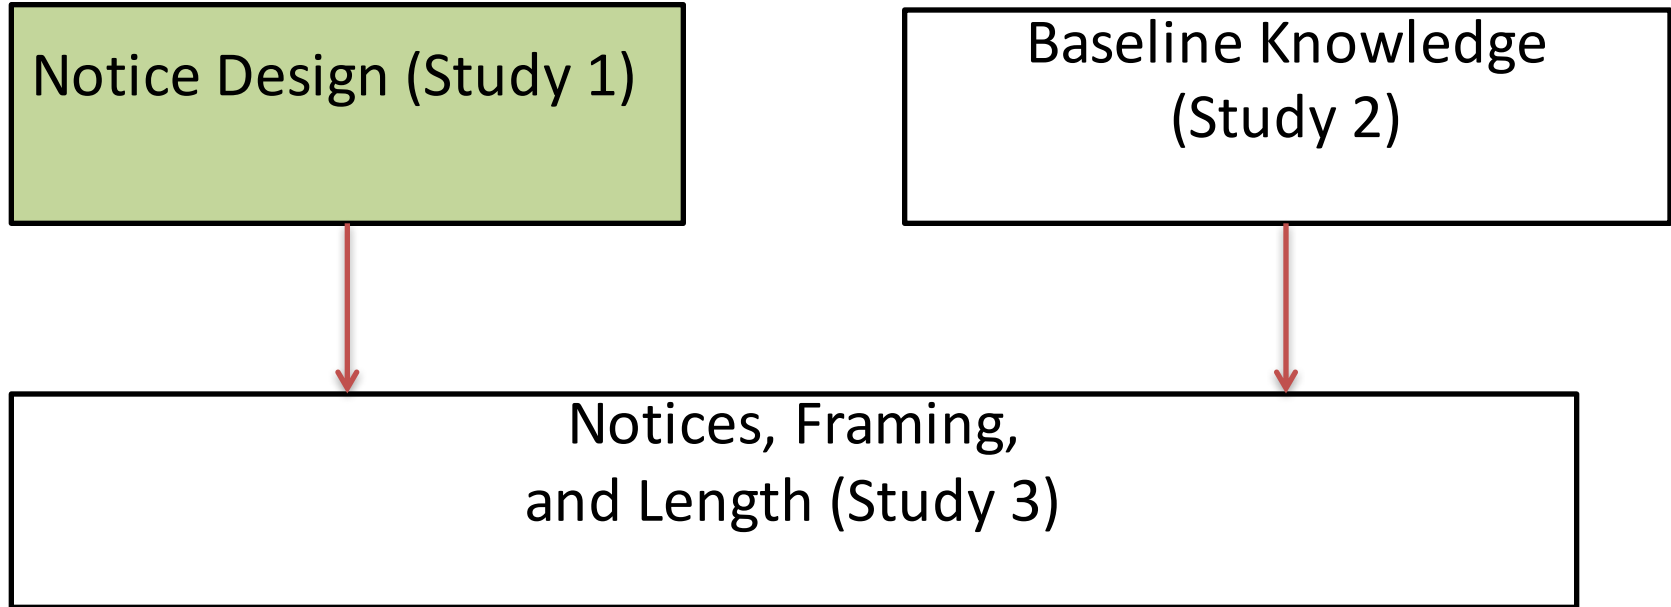 Notice Design (Study 1)
Baseline Knowledge
(Study 2)
Notices, Framing,
and Length (Study 3)